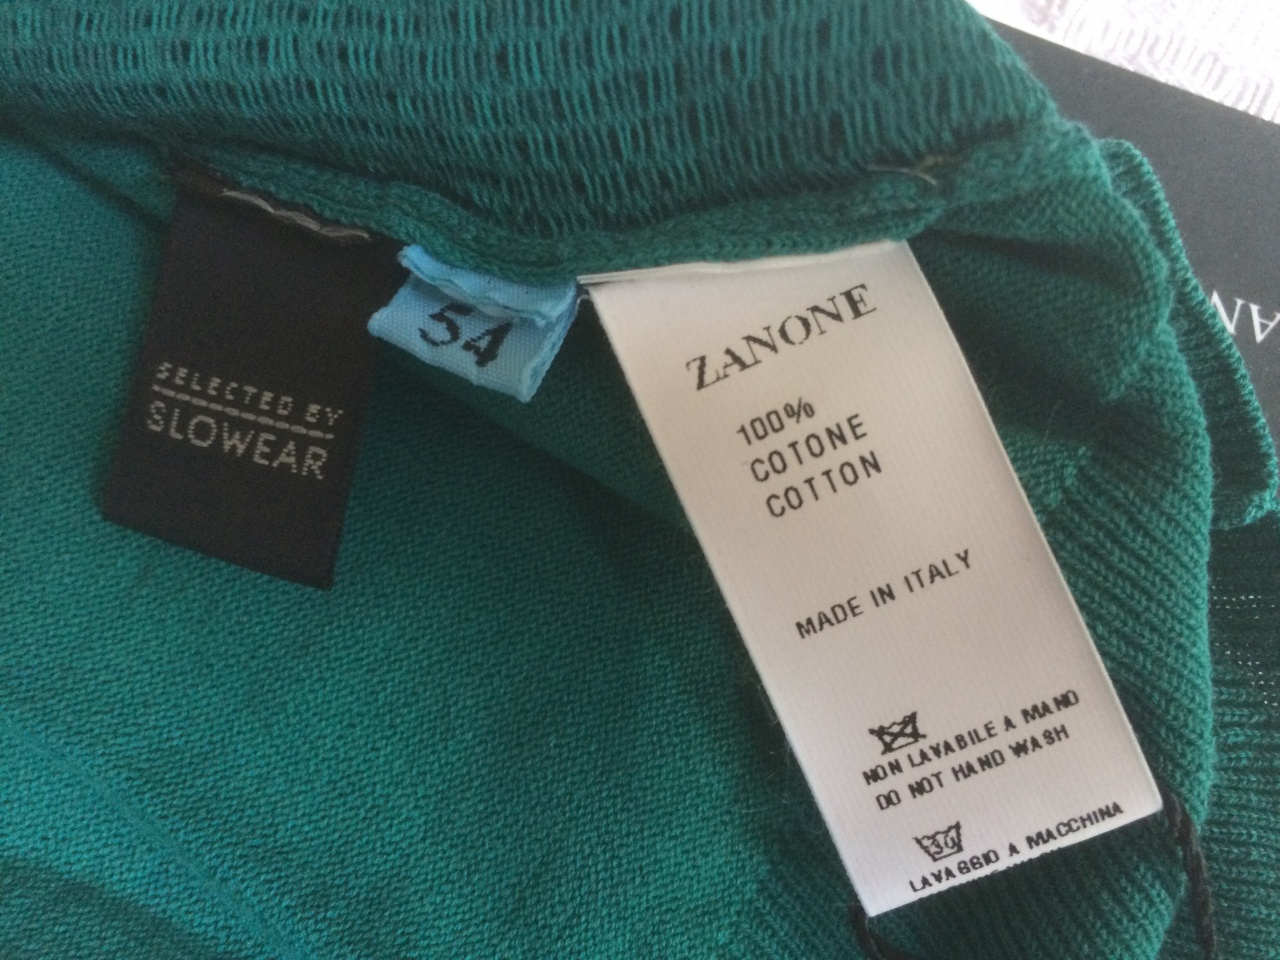 SELECTED BY
SLOWEAR
54
ZANONE
100%
COTONE
COTTON
MADE IN ITALY
NON LAVABILE A MANO
DO NOT HAND WASH
30
LAVAGGIO A MACCHINA